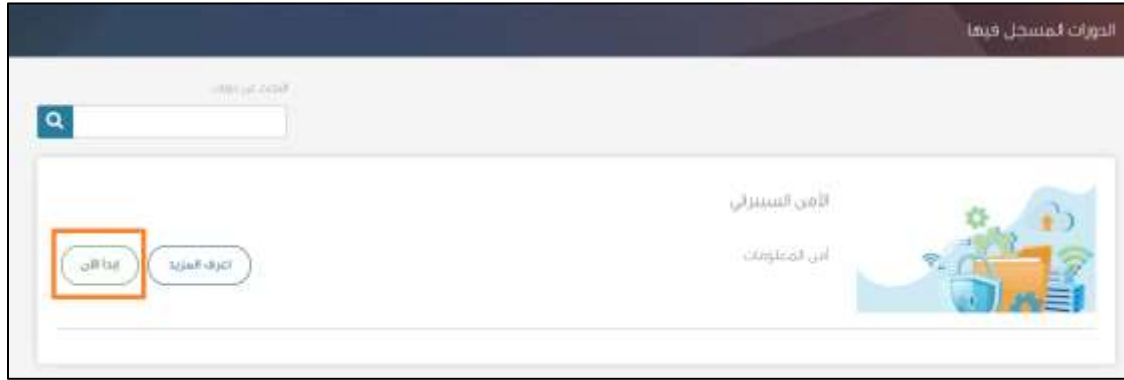 الدورات المسجل فيها
البحث عن دورات
الأمن السيبراني
أمن المعلومات
اعرف المزيد
ابدأ الآن